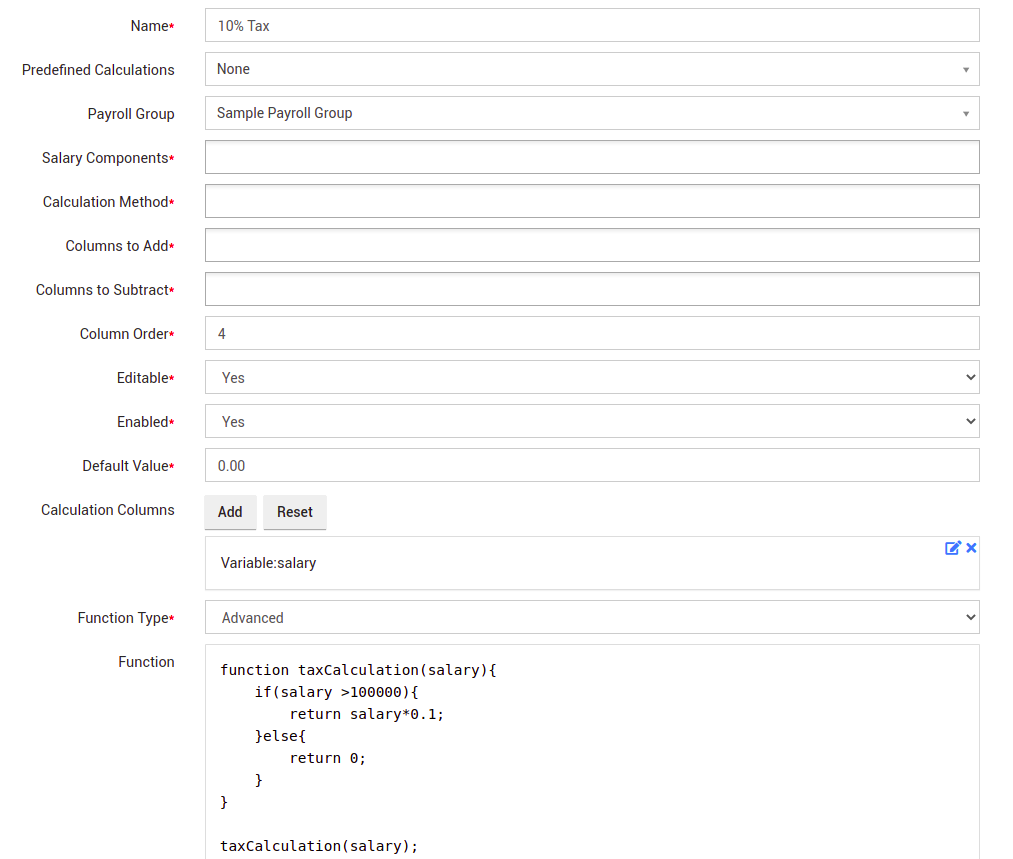 Name* 10% Tax
Predefined Calculations None
Payroll Group Sample Payroll Group
Salary Components*
Calculation Method*
Columns to Add*
Columns to Subtract*
Column Order* 4
Editable* Yes
Enabled* Yes
Default Value* 0.00
Calculation Columns Add Reset
Variable:salary
Function Type* Advanced
Function
function taxCalculation(salary){
    if(salary >100000){
        return salary*0.1;
    }else{
        return 0;
    }
}
taxCalculation(salary);